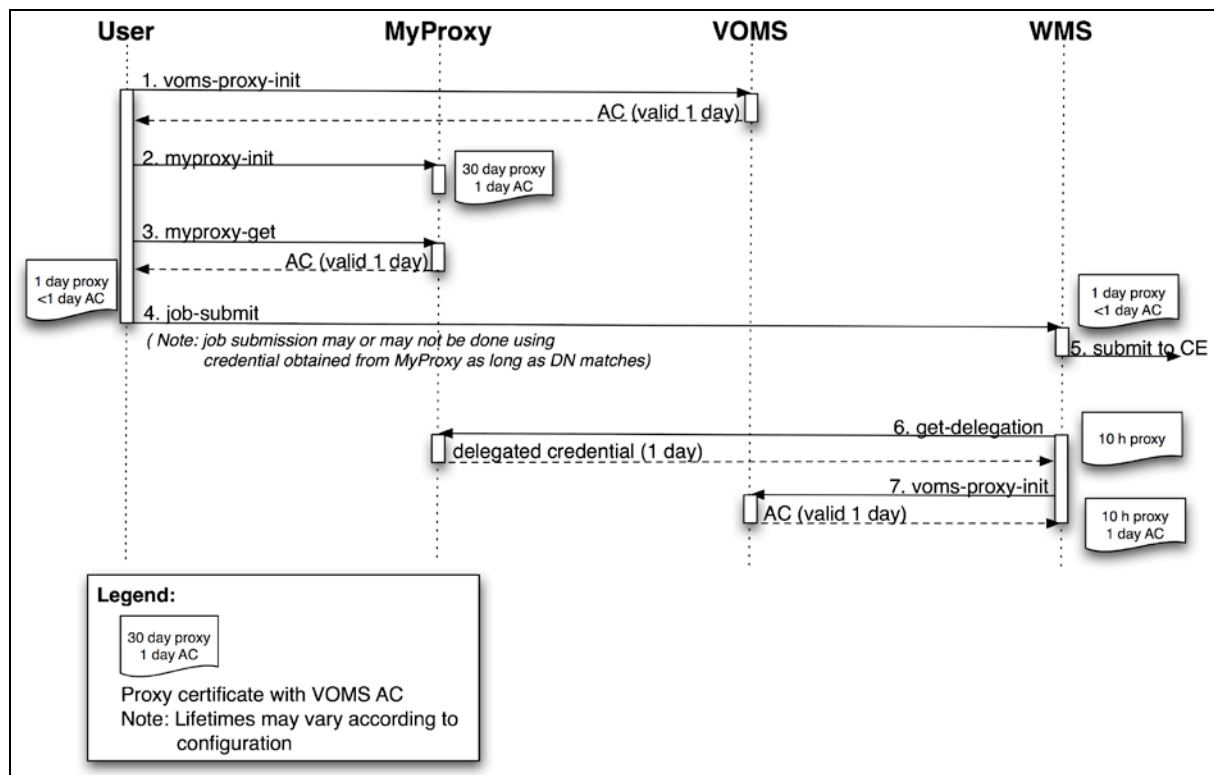 User MyProxy VOMS WMS
1. voms-proxy-init
AC (valid 1 day)
2. myproxy-init
30 day proxy
1 day AC
3. myproxy-get
AC (valid 1 day)
1 day proxy
<1 day AC
1 day proxy
<1 day AC
4. job-submit
( Note: job submission may or may not be done using
credential obtained from MyProxy as long as DN matches)
5. submit to CE
6. get-delegation
10 h proxy
delegated credential (1 day)
7. voms-proxy-init
AC (valid 1 day)
10 h proxy
1 day AC
Legend:
30 day proxy
1 day AC
Proxy certificate with VOMS AC
Note: Lifetimes may vary according to
configuration